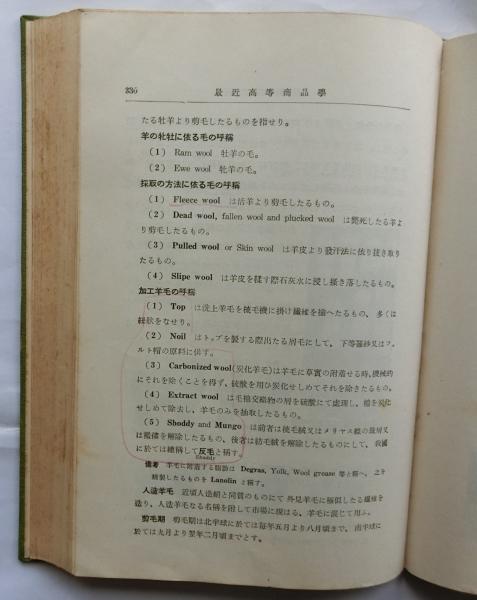 336
最近高等商品學
たる牡羊より剪毛したるものを指せり。
羊の牝牡に依る毛の呼稱
(1) Ram wool 牡羊の毛。
(2) Ewe wool 牝羊の毛。
採取の方法に依る毛の呼稱
(1) Fleece wool は活羊より剪毛したるもの。
(2) Dead wool, fallen wool and plucked wool は斃死したる羊よ
り剪毛したるもの。
(3) Pulled wool or Skin wool は羊皮より發汗法に依り拔き取り
たるもの。
(4) Slipe wool は羊皮を鞣す際石灰水に浸し掻き落したるもの。
加工羊毛の呼稱
(1) Top は洗上羊毛を梳毛機に掛け纖維を揃へたるもの、多くは
狀をなせり。
(2) Noil はトップを製する際出たる屑毛にして、下等羅紗又はフェ
ルト帽の原料に供す。
(3) Carbonized wool(炭化羊毛)は羊毛に草實の附着せる時、機械的
にそれを除くことを得ず、硫酸を用ひ炭化せしめてそれを除きたるもの。
(4) Extract wool は毛棉交織物の屑を硫酸にて處理し、棉を炭化
せしめて除去し、羊毛のみを抽取したるもの。
(5) Shoddy and Mungo は前者は梳毛絨又はメリヤス類の裁屑又
は襤褸を解除したるもの、後者は紡毛絨を解除したるものにして、我國
に於ては總稱して反毛と稱す。
Shoddy
備考 羊毛に附着する脂肪は Degras, Yolk, Wool grease 等と稱へ、之を
精製したるものを Lanolin と稱す。
人造羊毛 近頃人造絹と同質のものにて外見羊毛に極似したる纖維を
造り、人造羊毛なる名稱を附して市場に現はる、羊毛に混じて用ふ。
剪毛期 剪毛期は北半球に於ては毎年五月より八月頃まで、南半球に
於ては九月より翌年二月頃までとす。